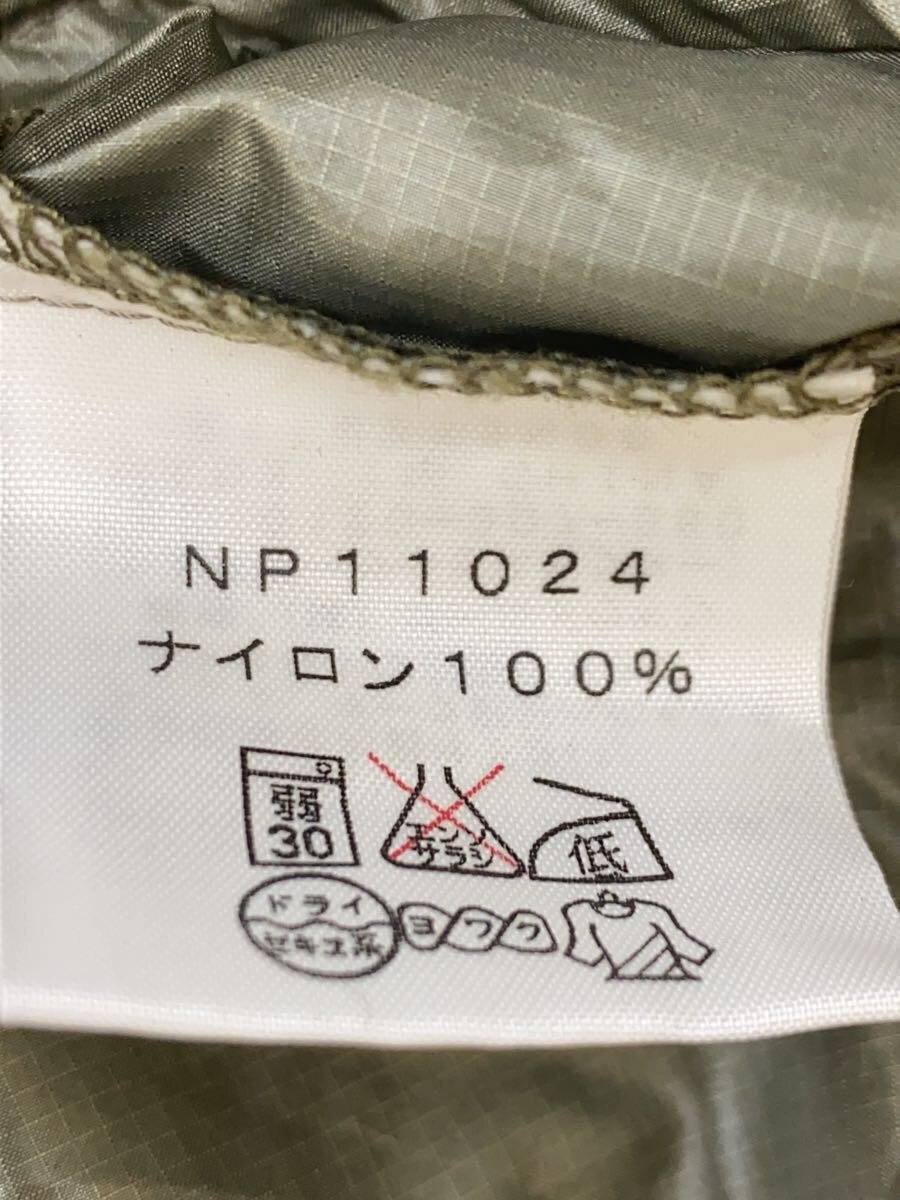 NP11024
ナイロン100%
弱
30
エンソ
サラシ
低
ドライ
セキユ系
ヨワク